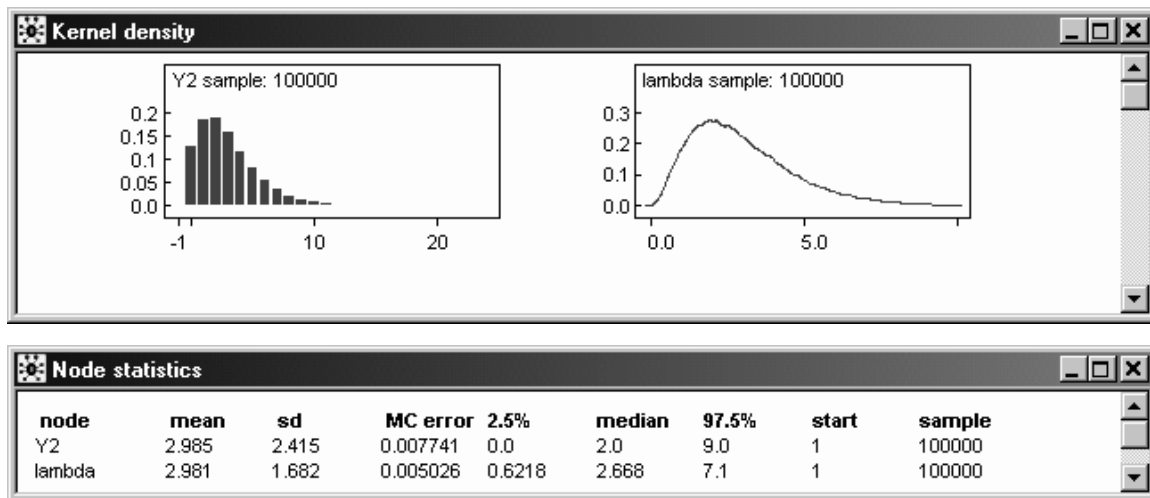 Kernel density
Y2 sample: 100000
0.2
0.15
0.1
0.05
0.0
-1 10 20
lambda sample: 100000
0.3
0.2
0.1
0.0
0.0 5.0
Node statistics
node mean sd MC error 2.5% median 97.5% start sample
Y2 2.985 2.415 0.007741 0.0 2.0 9.0 1 100000
lambda 2.981 1.682 0.005026 0.6218 2.668 7.1 1 100000